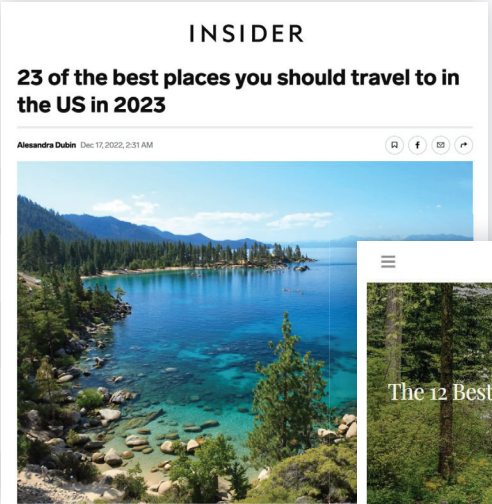 INSIDER
23 of the best places you should travel to in
the US in 2023
Alesandra Dubin Dec 17, 2022, 2:31 AM
The 12 Best